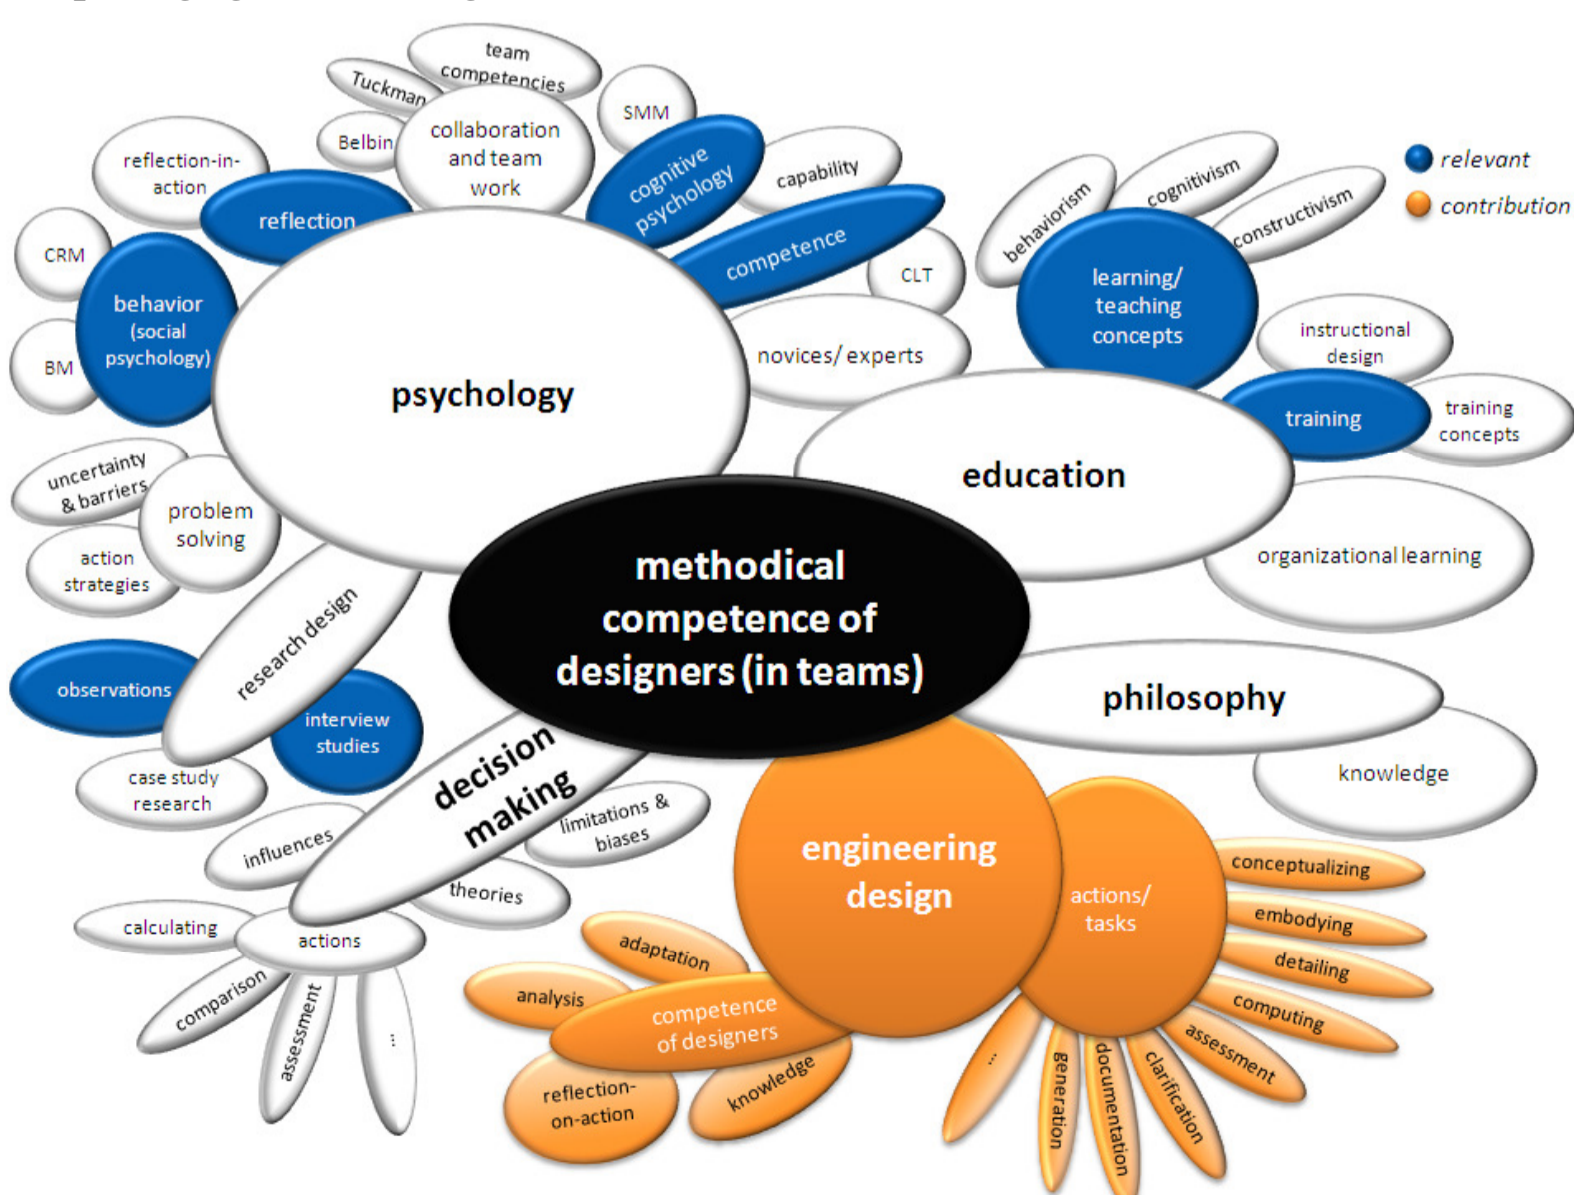 team
competencies
Tuckman
SMM
Belbin
collaboration
and team
work
cognitive
psychology
capability
reflection-in-
action
reflection
competence
CLT
novices/ experts
CRM
behavior
(social
psychology)
BM
psychology
behaviorism
cognitivism
constructivism
relevant
contribution
learning/
teaching
concepts
instructional
design
training
training
concepts
education
organizational learning
uncertainty
& barriers
problem
solving
action
strategies
research design
observations
interview
studies
case study
research
methodical
competence of
designers (in teams)
philosophy
knowledge
decision
making
influences
limitations &
biases
theories
calculating
actions
comparison
assessment
...
engineering
design
actions/
tasks
conceptualizing
embodying
detailing
computing
assessment
clarification
documentation
generation
...
adaptation
analysis
competence
of designers
reflection-
on-action
knowledge